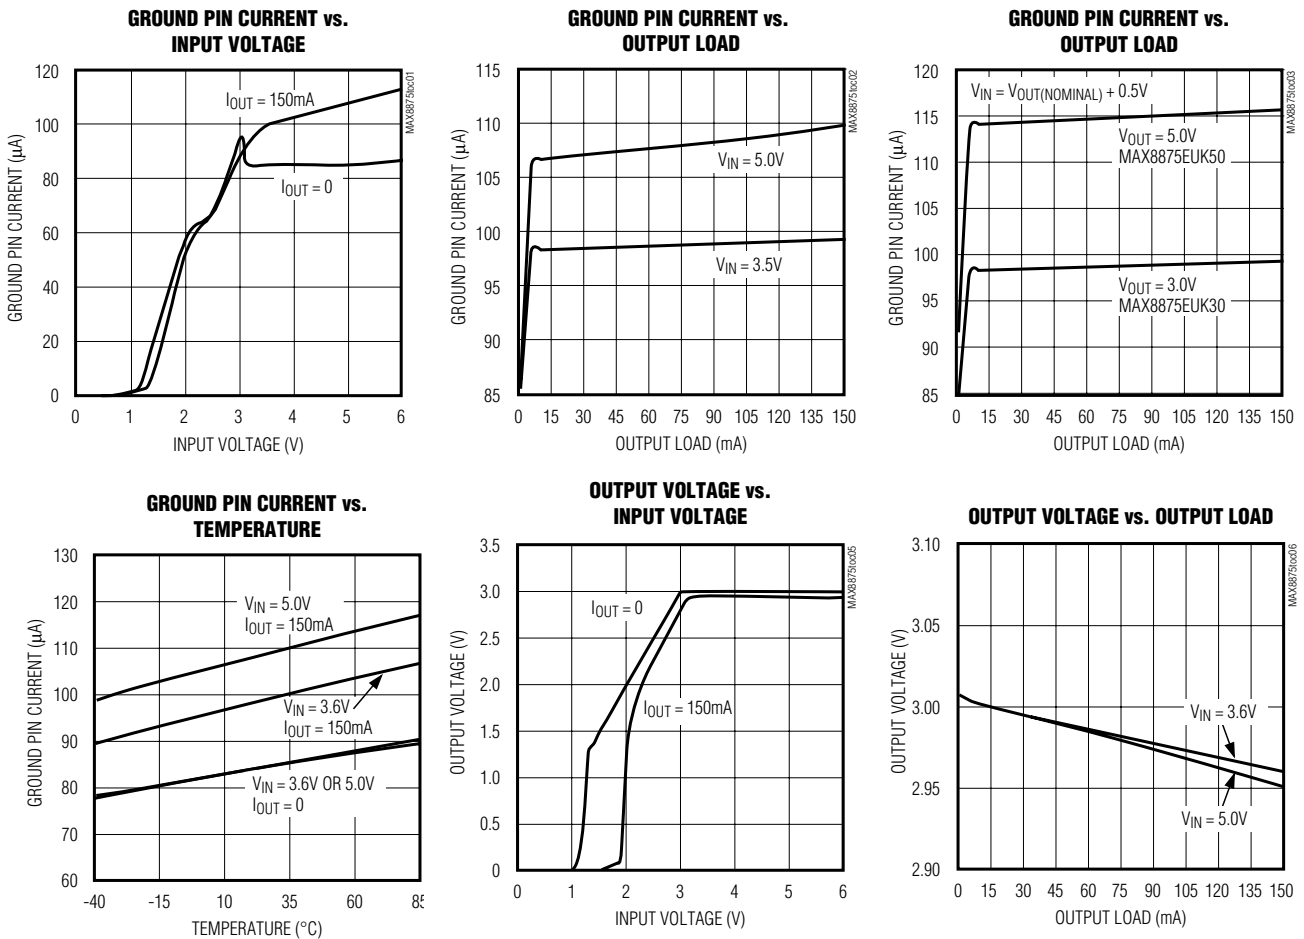 GROUND PIN CURRENT vs.
INPUT VOLTAGE
120
100
80
60
40
20
0
GROUND PIN CURRENT (µA)
IOUT = 150mA
IOUT = 0
0 1 2 3 4 5 6
INPUT VOLTAGE (V)
MAX8875toc01
GROUND PIN CURRENT vs.
OUTPUT LOAD
115
110
105
100
95
90
85
GROUND PIN CURRENT (µA)
VIN = 5.0V
VIN = 3.5V
0 15 30 45 60 75 90 105 120 135 150
OUTPUT LOAD (mA)
MAX8875toc02
GROUND PIN CURRENT vs.
OUTPUT LOAD
120
115
110
105
100
95
90
85
GROUND PIN CURRENT (µA)
VIN = VOUT(NOMINAL) + 0.5V
VOUT = 5.0V
MAX8875EUK50
VOUT = 3.0V
MAX8875EUK30
0 15 30 45 60 75 90 105 120 135 150
OUTPUT LOAD (mA)
MAX8875toc03
GROUND PIN CURRENT vs.
TEMPERATURE
130
120
110
100
90
80
70
60
GROUND PIN CURRENT (µA)
VIN = 5.0V
IOUT = 150mA
VIN = 3.6V
IOUT = 150mA
VIN = 3.6V OR 5.0V
IOUT = 0
-40 -15 10 35 60 85
TEMPERATURE (°C)
OUTPUT VOLTAGE vs.
INPUT VOLTAGE
3.5
3.0
2.5
2.0
1.5
1.0
0.5
0
OUTPUT VOLTAGE (V)
IOUT = 0
IOUT = 150mA
0 1 2 3 4 5 6
INPUT VOLTAGE (V)
MAX8875toc05
OUTPUT VOLTAGE vs. OUTPUT LOAD
3.10
3.05
3.00
2.95
2.90
OUTPUT VOLTAGE (V)
VIN = 3.6V
VIN = 5.0V
0 15 30 45 60 75 90 105 120 135 150
OUTPUT LOAD (mA)
MAX8875toc06